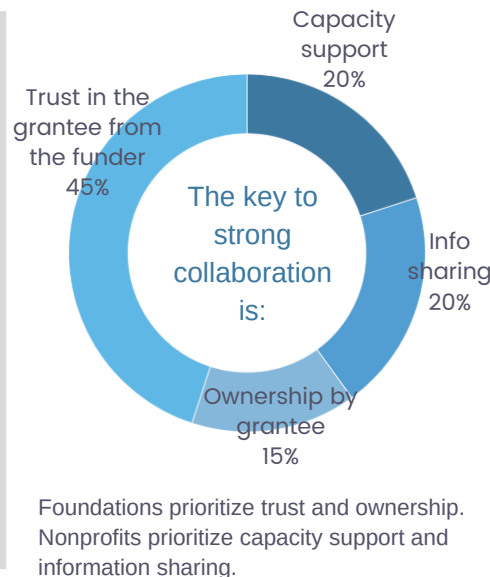 Capacity
support
20%
Trust in the
grantee from
the funder
45%
The key to
strong
collaboration
is:
Info
sharing
20%
Ownership by
grantee
15%
Foundations prioritize trust and ownership.
Nonprofits prioritize capacity support and
information sharing.